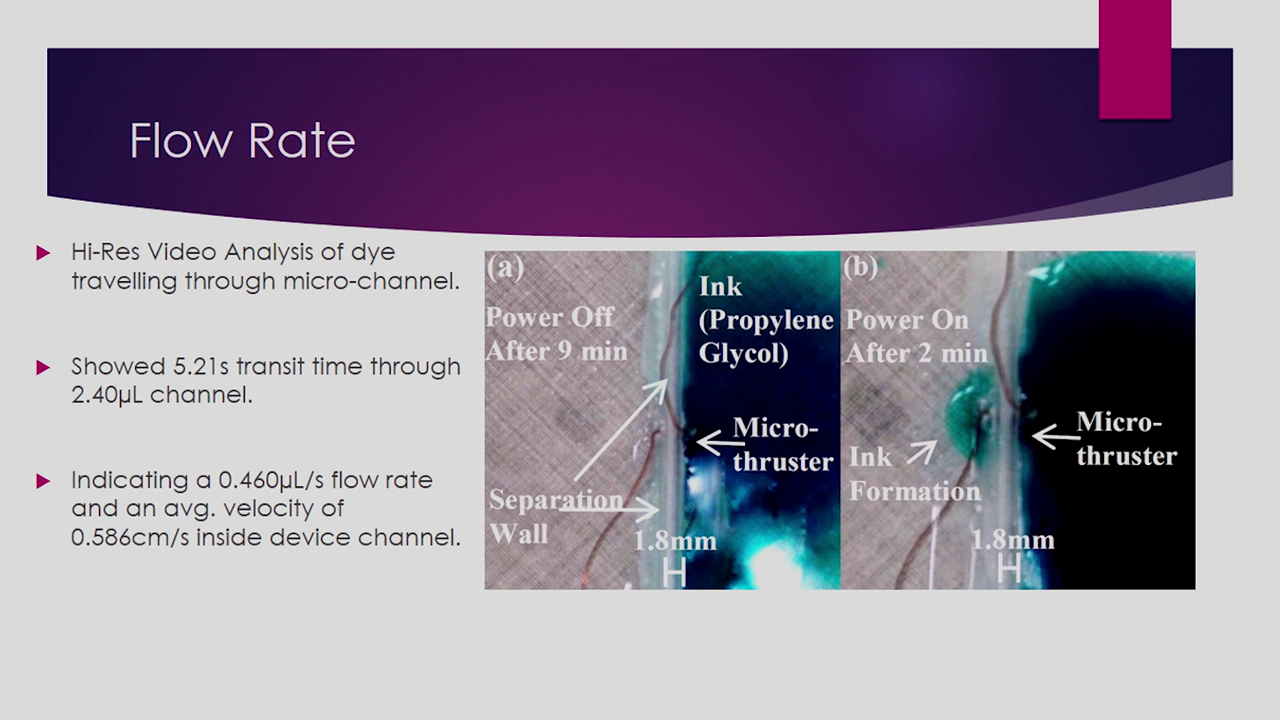 Flow Rate
Hi-Res Video Analysis of dye
travelling through micro-channel.
Showed 5.21s transit time through
2.40µL channel.
Indicating a 0.460µL/s flow rate
and an avg. velocity of
0.586cm/s inside device channel.
(a)
Power Off
After 9 min
Ink
(Propylene
Glycol)
Micro-
thruster
Separation
Wall
1.8mm
(b)
Power On
After 2 min
Micro-
thruster
Ink
Formation
1.8mm